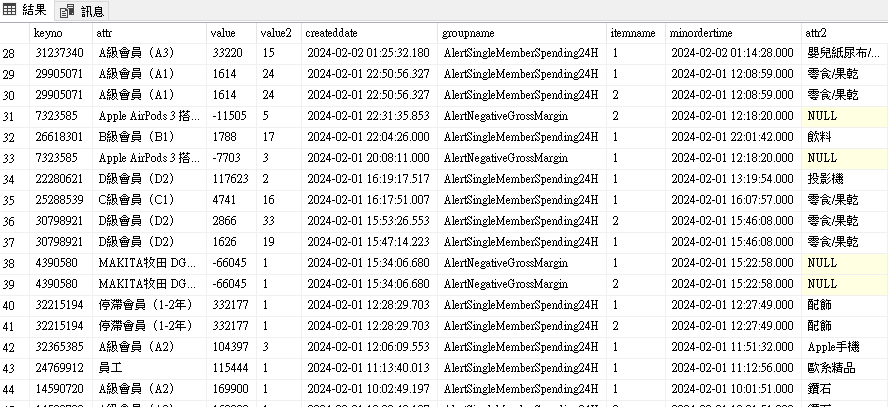 結果 訊息
keyno attr value value2 createddate groupname itemname minordertime attr2
28 31237340 A級會員（A3） 33220 15 2024-02-02 01:25:32.180 AlertSingleMemberSpending24H 1 2024-02-02 01:14:28.000 嬰兒紙尿布/...
29 29905071 A級會員（A1） 1614 24 2024-02-01 22:50:56.327 AlertSingleMemberSpending24H 1 2024-02-01 12:08:59.000 零食/果乾
30 29905071 A級會員（A1） 1614 24 2024-02-01 22:50:56.327 AlertSingleMemberSpending24H 2 2024-02-01 12:08:59.000 零食/果乾
31 7323585 Apple AirPods 3 搭... -11505 5 2024-02-01 22:31:35.853 AlertNegativeGrossMargin 2 2024-02-01 12:18:20.000 NULL
32 26618301 B級會員（B1） 1788 17 2024-02-01 22:04:26.000 AlertSingleMemberSpending24H 1 2024-02-01 22:01:42.000 飲料
33 7323585 Apple AirPods 3 搭... -7703 3 2024-02-01 20:08:11.000 AlertNegativeGrossMargin 1 2024-02-01 12:18:20.000 NULL
34 22280621 D級會員（D2） 117623 2 2024-02-01 16:19:17.517 AlertSingleMemberSpending24H 1 2024-02-01 13:19:54.000 投影機
35 25288539 C級會員（C1） 4741 16 2024-02-01 16:17:51.007 AlertSingleMemberSpending24H 1 2024-02-01 16:07:57.000 零食/果乾
36 30798921 D級會員（D2） 2866 33 2024-02-01 15:53:26.553 AlertSingleMemberSpending24H 2 2024-02-01 15:46:08.000 零食/果乾
37 30798921 D級會員（D2） 1626 19 2024-02-01 15:47:14.223 AlertSingleMemberSpending24H 1 2024-02-01 15:46:08.000 零食/果乾
38 4390580 MAKITA牧田 DG... -66045 1 2024-02-01 15:34:06.680 AlertNegativeGrossMargin 1 2024-02-01 15:22:58.000 NULL
39 4390580 MAKITA牧田 DG... -66045 1 2024-02-01 15:34:06.680 AlertNegativeGrossMargin 2 2024-02-01 15:22:58.000 NULL
40 32215194 停滯會員（1-2年） 332177 1 2024-02-01 12:28:29.703 AlertSingleMemberSpending24H 1 2024-02-01 12:27:49.000 配飾
41 32215194 停滯會員（1-2年） 332177 1 2024-02-01 12:28:29.703 AlertSingleMemberSpending24H 2 2024-02-01 12:27:49.000 配飾
42 32365385 A級會員（A2） 104397 3 2024-02-01 12:06:09.553 AlertSingleMemberSpending24H 1 2024-02-01 11:51:32.000 Apple手機
43 24769912 員工 115444 1 2024-02-01 11:13:40.013 AlertSingleMemberSpending24H 1 2024-02-01 11:12:56.000 歐系精品
44 14590720 A級會員（A2） 169900 1 2024-02-01 10:02:49.197 AlertSingleMemberSpending24H 1 2024-02-01 10:01:51.000 鑽石